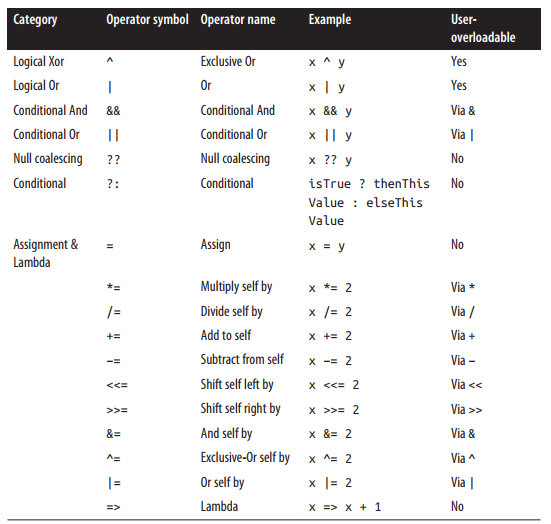 Category Operator symbol Operator name Example User-
overloadable
Logical Xor ^ Exclusive Or x ^ y Yes
Logical Or | Or x | y Yes
Conditional And && Conditional And x && y Via &
Conditional Or || Conditional Or x || y Via |
Null coalescing ?? Null coalescing x ?? y No
Conditional ?: Conditional isTrue ? thenThis No
Value : elseThis
Value
Assignment & = Assign x = y No
Lambda
*= Multiply self by x *= 2 Via *
/= Divide self by x /= 2 Via /
+= Add to self x += 2 Via +
-= Subtract from self x -= 2 Via –
<<= Shift self left by x <<= 2 Via <<
>>= Shift self right by x >>= 2 Via >>
&= And self by x &= 2 Via &
^= Exclusive-Or self by x ^= 2 Via ^
|= Or self by x |= 2 Via |
=> Lambda x => x + 1 No